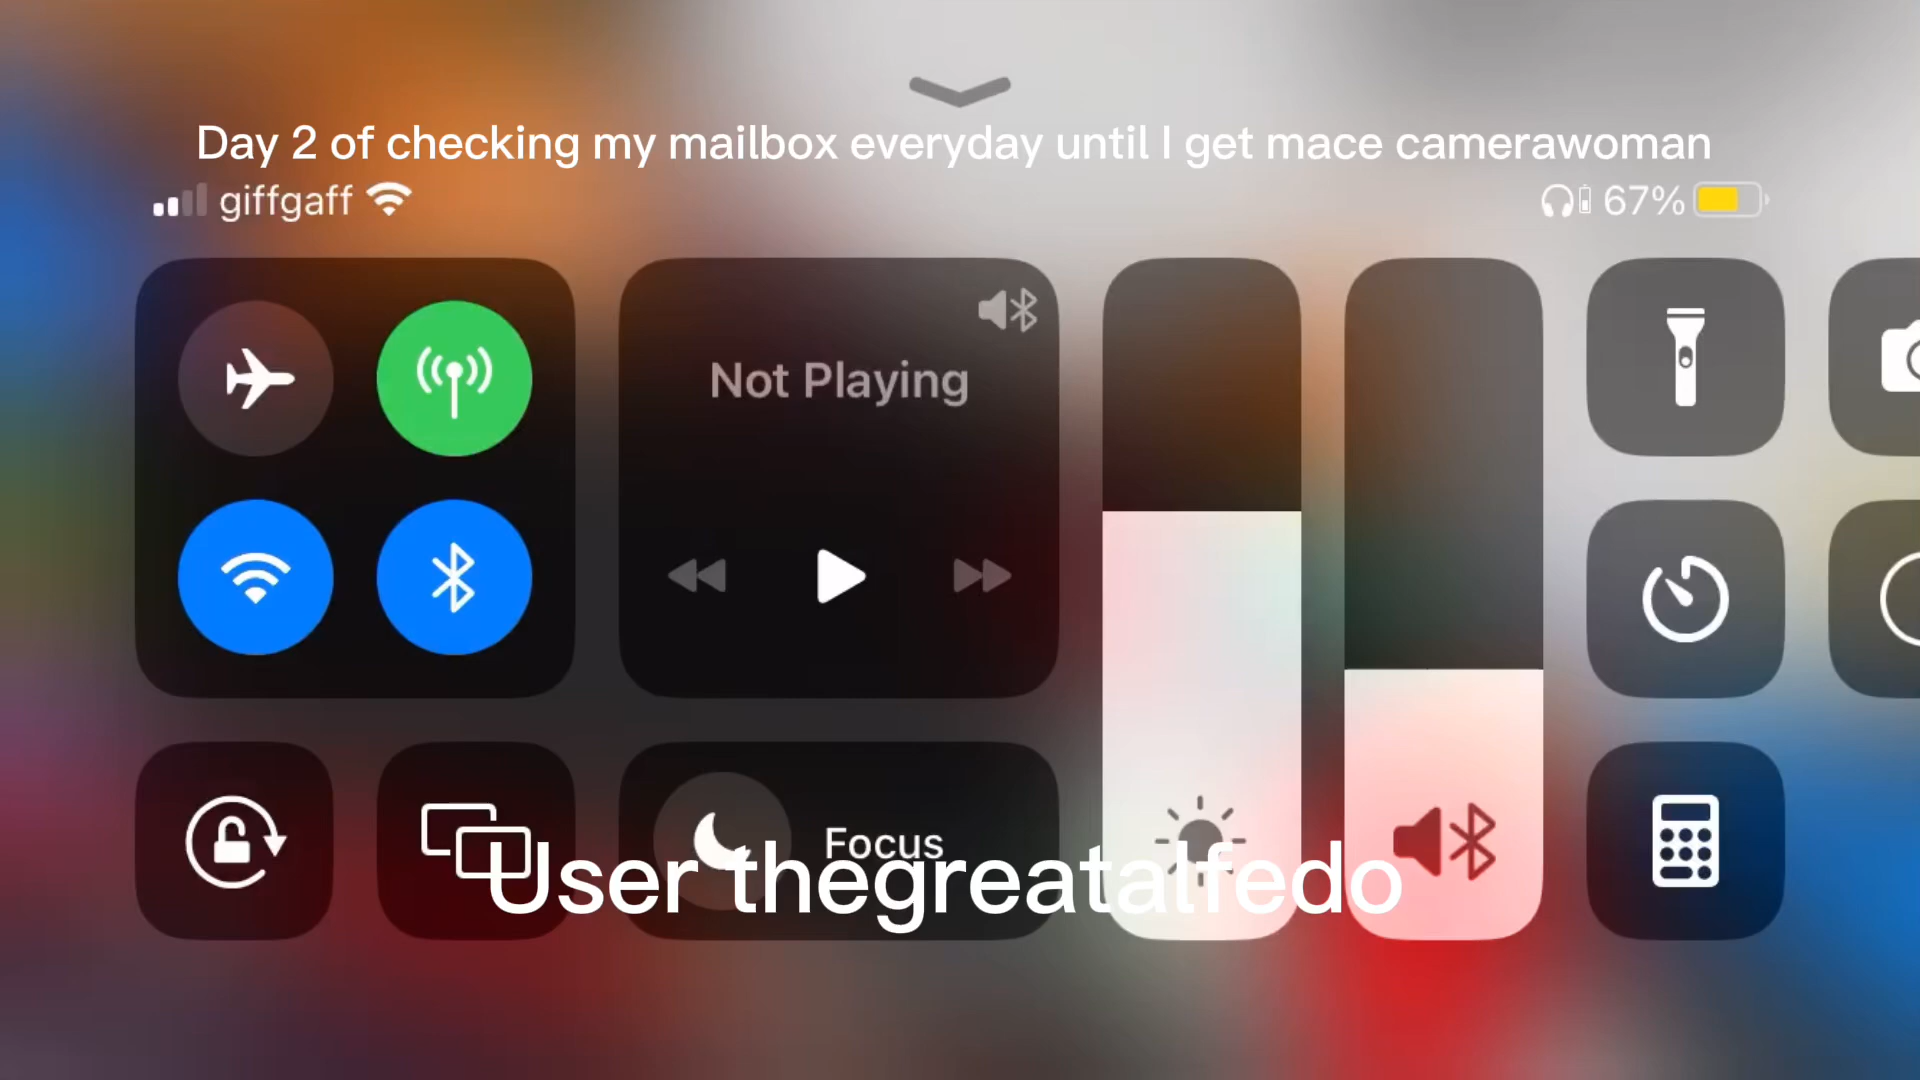 Day 2 of checking my mailbox everyday until I get mace camerawoman
giffgaff 67%
Not Playing
Focus
User thegreatalfedo